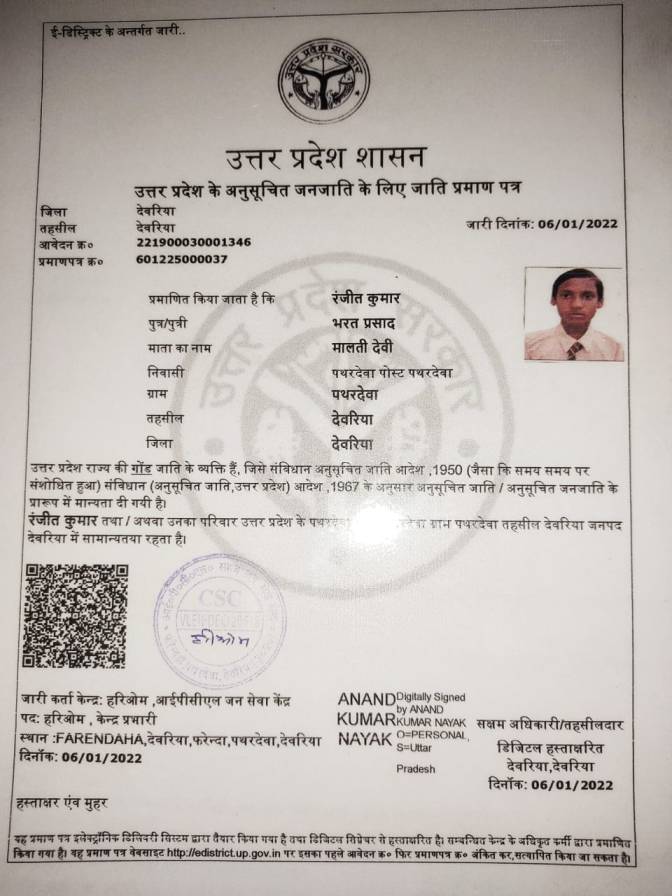 ई-डिस्ट्रिक्ट के अन्तर्गत जारी..
उत्तर प्रदेश सरकार
उत्तर प्रदेश शासन
उत्तर प्रदेश के अनुसूचित जनजाति के लिए जाति प्रमाण पत्र
जिला देवरिया
तहसील देवरिया जारी दिनांक: 06/01/2022
आवेदन क्र० 221900030001346
प्रमाणपत्र क्र० 601225000037
प्रमाणित किया जाता है कि रंजीत कुमार
पुत्र/पुत्री भरत प्रसाद
माता का नाम मालती देवी
निवासी पथरदेवा पोस्ट पथरदेवा
ग्राम पथरदेवा
तहसील देवरिया
जिला देवरिया
उत्तर प्रदेश राज्य की गोंड जाति के व्यक्ति हैं, जिसे संविधान अनुसूचित जाति आदेश ,1950 (जैसा कि समय समय पर
संशोधित हुआ) संविधान (अनुसूचित जाति,उत्तर प्रदेश) आदेश ,1967 के अनुसार अनुसूचित जाति / अनुसूचित जनजाति के
प्रारूप में मान्यता दी गयी है।
रंजीत कुमार तथा / अथवा उनका परिवार उत्तर प्रदेश के ग्राम पथरदेवा तहसील देवरिया जनपद
देवरिया में सामान्यतया रहता है।
CSC
हरिओम
जारी कर्ता केन्द्र: हरिओम ,आईपीसीएल जन सेवा केंद्र
पद: हरिओम , केन्द्र प्रभारी
स्थान :FARENDAHA,देवरिया,फरेन्दा,पथरदेवा,देवरिया
दिनाँक: 06/01/2022
ANAND
KUMAR
NAYAK
Digitally Signed
by ANAND
KUMAR NAYAK
O=PERSONAL,
S=Uttar
Pradesh
सक्षम अधिकारी/तहसीलदार
डिजिटल हस्ताक्षरित
देवरिया,देवरिया
दिनाँक: 06/01/2022
हस्ताक्षर एंव मुहर
यह प्रमाण पत्र इलेक्ट्रॉनिक डिलिवरी सिस्टम द्वारा तैयार किया गया है तथा डिजिटल सिग्नेचर से हस्ताक्षरित है। सम्बन्धित केन्द्र के अधिकृत कर्मी द्वारा प्रमाणित
किया गया है। यह प्रमाण पत्र वेबसाइट http://edistrict.up.gov.in पर इसका पहले आवेदन क्र० फिर प्रमाणपत्र क्र० अंकित कर,सत्यापित किया जा सकता है।